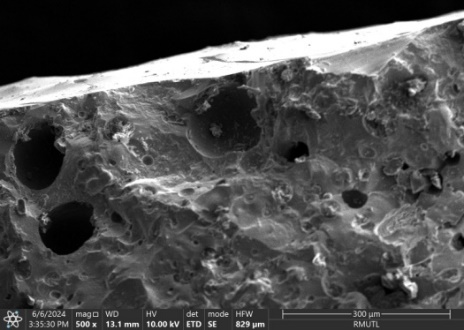 6/6/2024 mag WD HV det mode HFW 300 µm
3:35:30 PM 500 x 13.1 mm 10.00 kV ETD SE 829 µm RMUTL